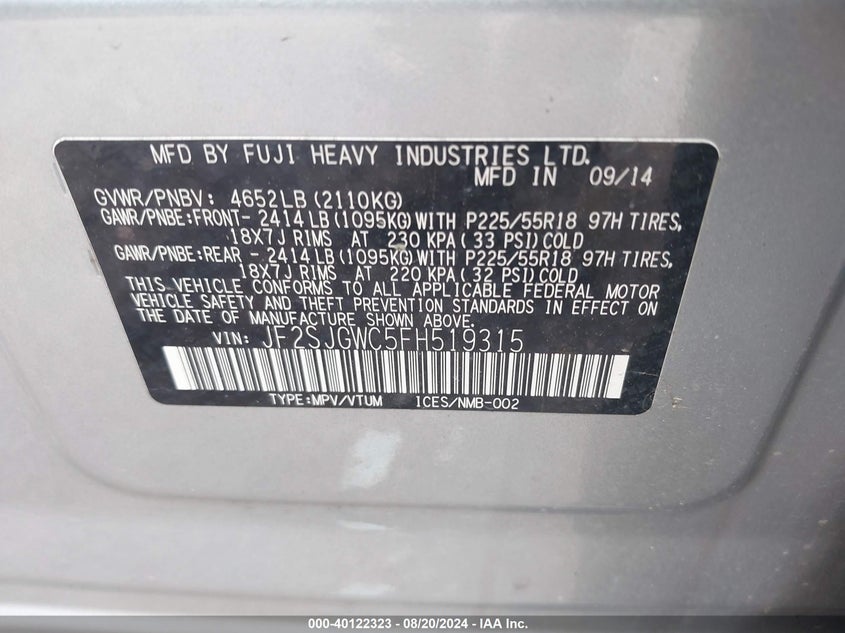 MFD BY FUJI HEAVY INDUSTRIES LTD.
MFD IN 09/14
GVWR/PNBV: 4652LB(2110KG)
GAWR/PNBE:FRONT- 2414LB(1095KG)WITH P225/55R18 97H TIRES,
18X7J RIMS AT 230 KPA( 33 PSI)COLD
GAWR/PNBE:REAR - 2414LB(1095KG)WITH P225/55R18 97H TIRES,
18X7J RIMS AT 220 KPA( 32 PSI)COLD
THIS VEHICLE CONFORMS TO ALL APPLICABLE FEDERAL MOTOR
VEHICLE SAFETY AND THEFT PREVENTION STANDARDS IN EFFECT ON
THE DATE OF MANUFACTURE SHOWN ABOVE.
VIN: JF2SJGWC5FH519315
TYPE:MPV/VTUM ICES/NMB-002
000-40122323 - 08/20/2024 - IAA Inc.